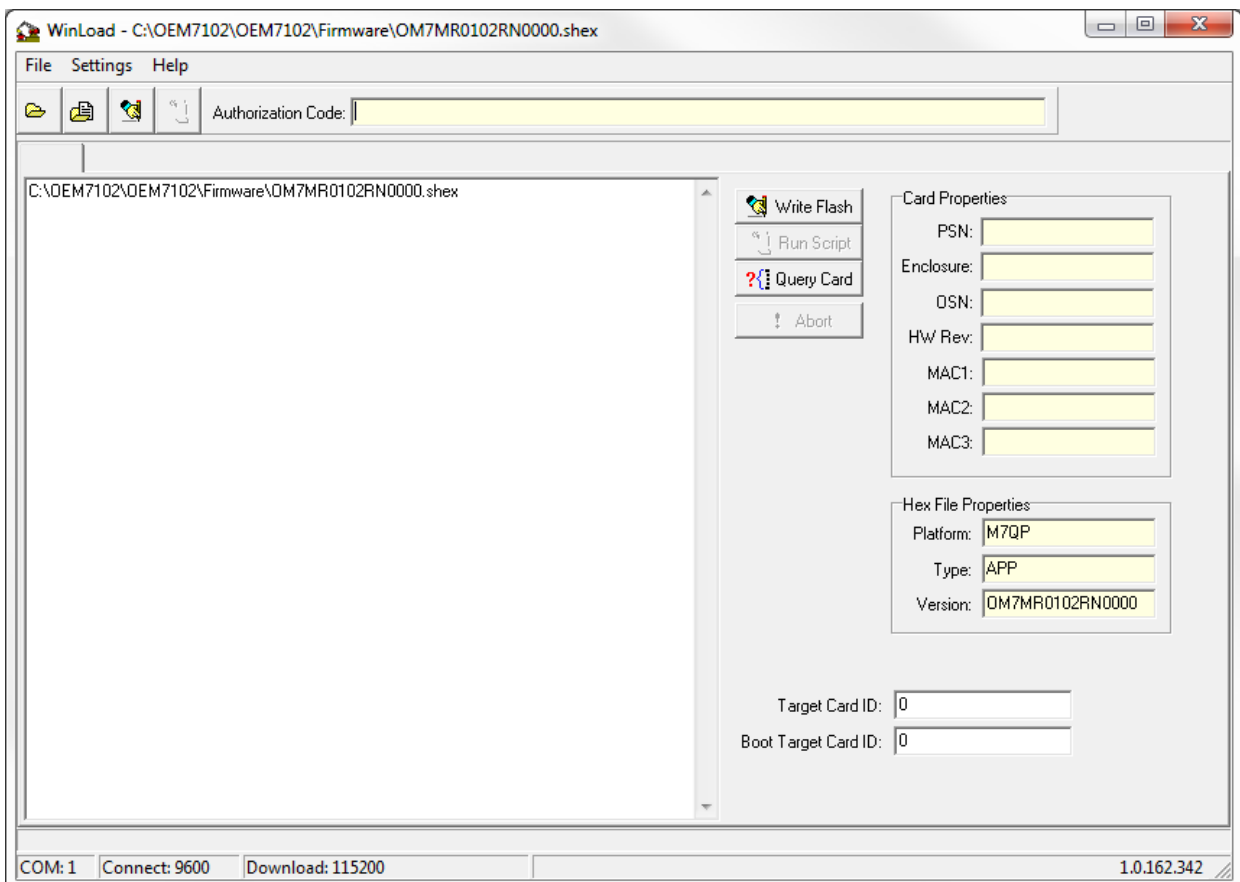 WinLoad - C:\OEM7102\OEM7102\Firmware\OM7MR0102RN0000.shex
File Settings Help
Authorization Code:
C:\OEM7102\OEM7102\Firmware\OM7MR0102RN0000.shex
Write Flash
Run Script
?{ Query Card
! Abort
Card Properties
PSN:
Enclosure:
OSN:
HW Rev:
MAC1:
MAC2:
MAC3:
Hex File Properties
Platform: M7QP
Type: APP
Version: OM7MR0102RN0000
Target Card ID: 0
Boot Target Card ID: 0
COM: 1 Connect: 9600 Download: 115200 1.0.162.342